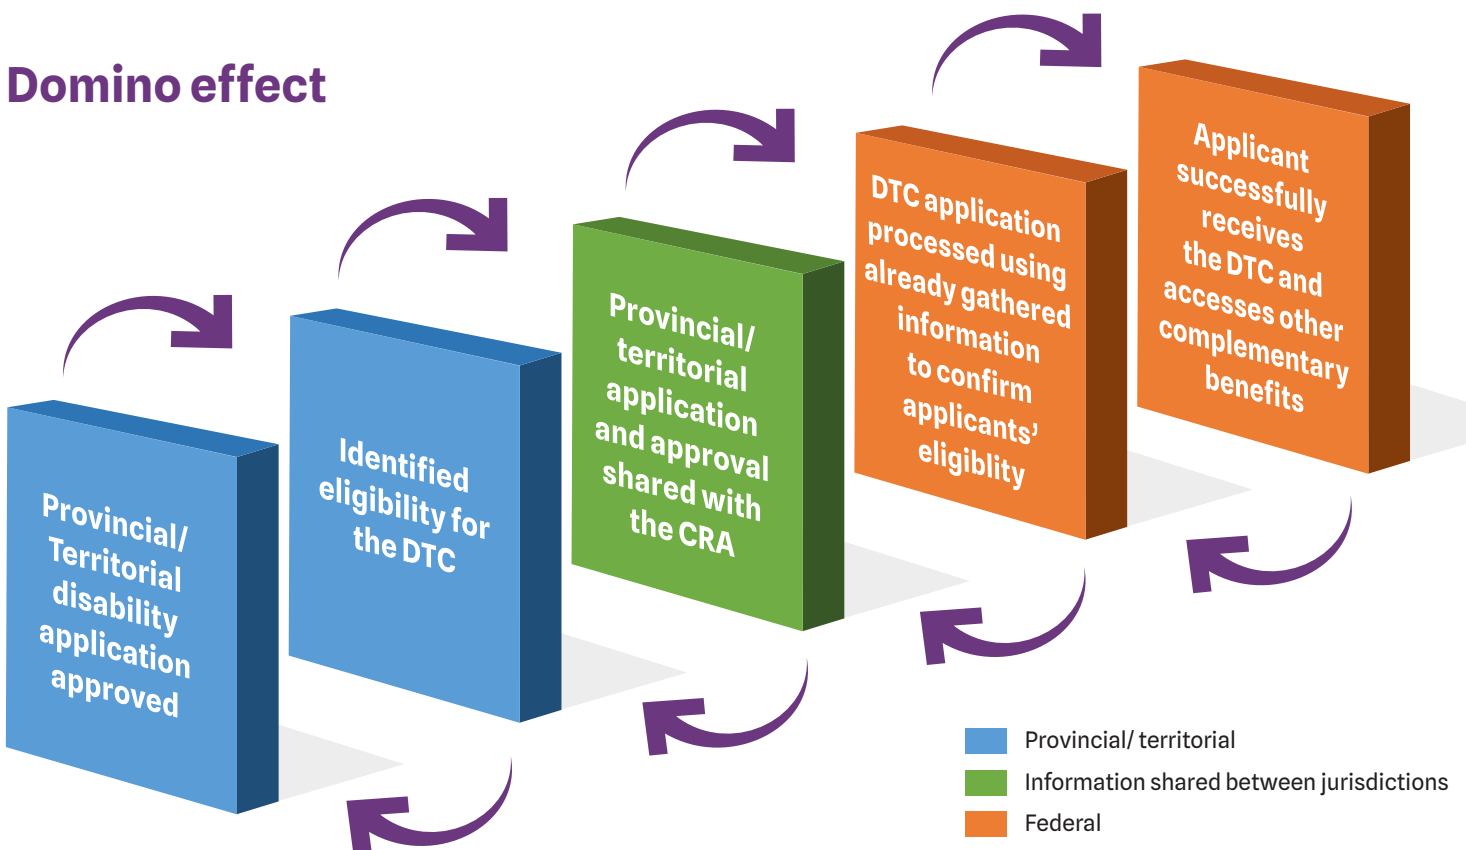 Domino effect
Provincial/
Territorial
disability
application
approved
Identified
eligibility for
the DTC
Provincial/
territorial
application
and approval
shared with
the CRA
DTC application
processed using
already gathered
information
to confirm
applicants’
eligiblity
Applicant
successfully
receives
the DTC and
accesses other
complementary
benefits
Provincial/ territorial
Information shared between jurisdictions
Federal